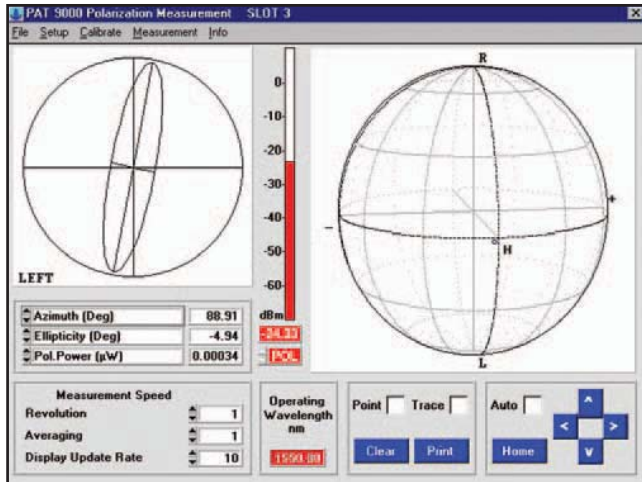 PAT 9000 Polarization Measurement SLOT 3
File Setup Calibrate Measurement Info
LEFT
0-
-10-
-20-
-30-
-40-
-50-
-60-
dBm
POL
R
+
-
H
L
Azimuth (Deg) 88.91
Ellipticity (Deg) -4.94
Pol.Power (µW) 0.00034
Measurement Speed
Revolution 1
Averaging 1
Display Update Rate 10
Operating
Wavelength
nm
1550.00
Point Trace
Clear Print
Auto
Home